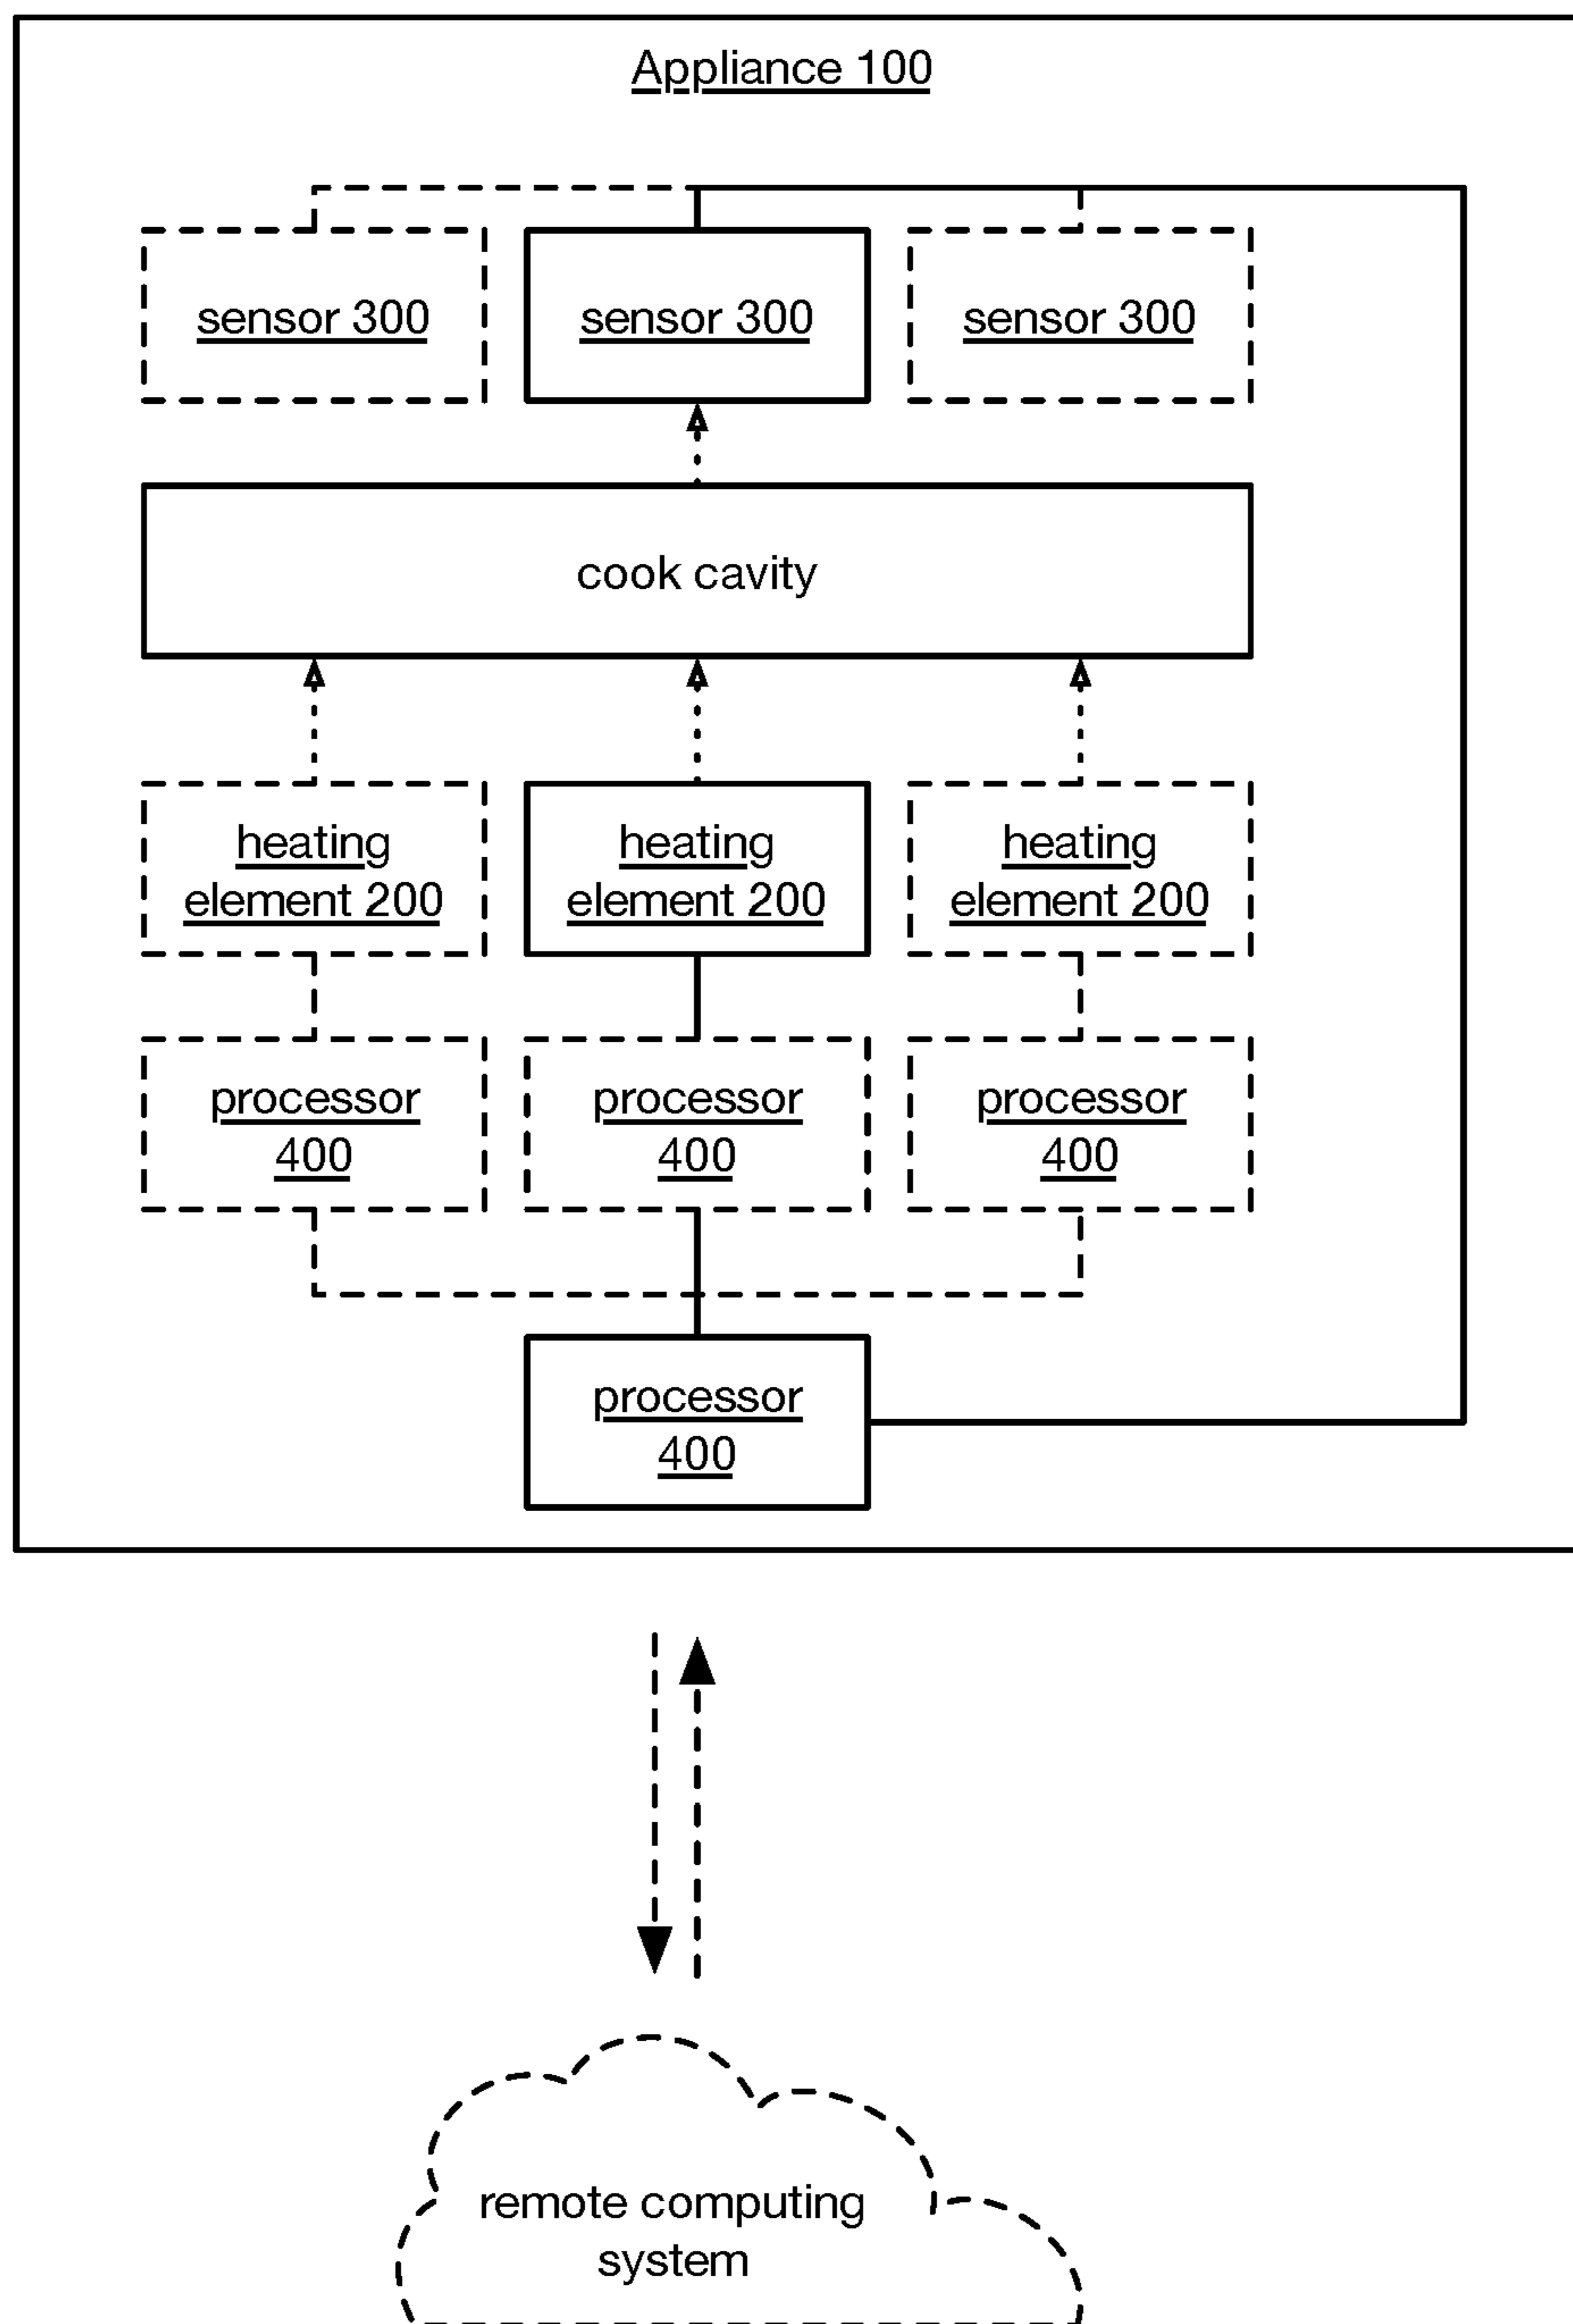 Appliance 100
sensor 300
sensor 300
sensor 300
cook cavity
heating
element 200
heating
element 200
heating
element 200
processor
400
processor
400
processor
400
processor
400
remote computing
system